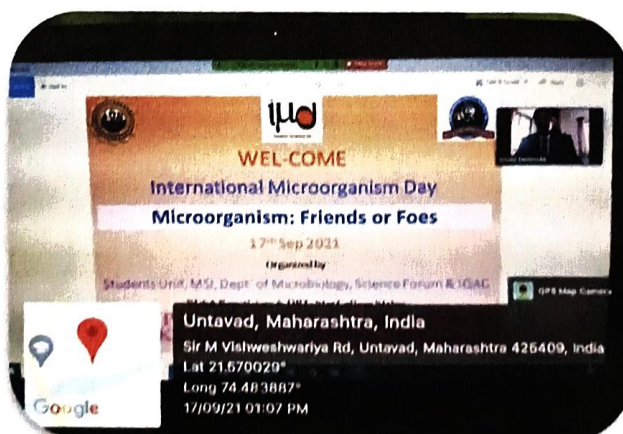 IµD
WEL-COME
International Microorganism Day
Microorganism: Friends or Foes
17th Sep 2021
Organized by
Students Unit, MSI, Dept. of Microbiology, Science Forum & IQAC
GPS Map Camera
Untavad, Maharashtra, India
Sir M Vishweshwariya Rd, Untavad, Maharashtra 425409, India
Lat 21.570029°
Long 74.483887°
17/09/21 01:07 PM
Google